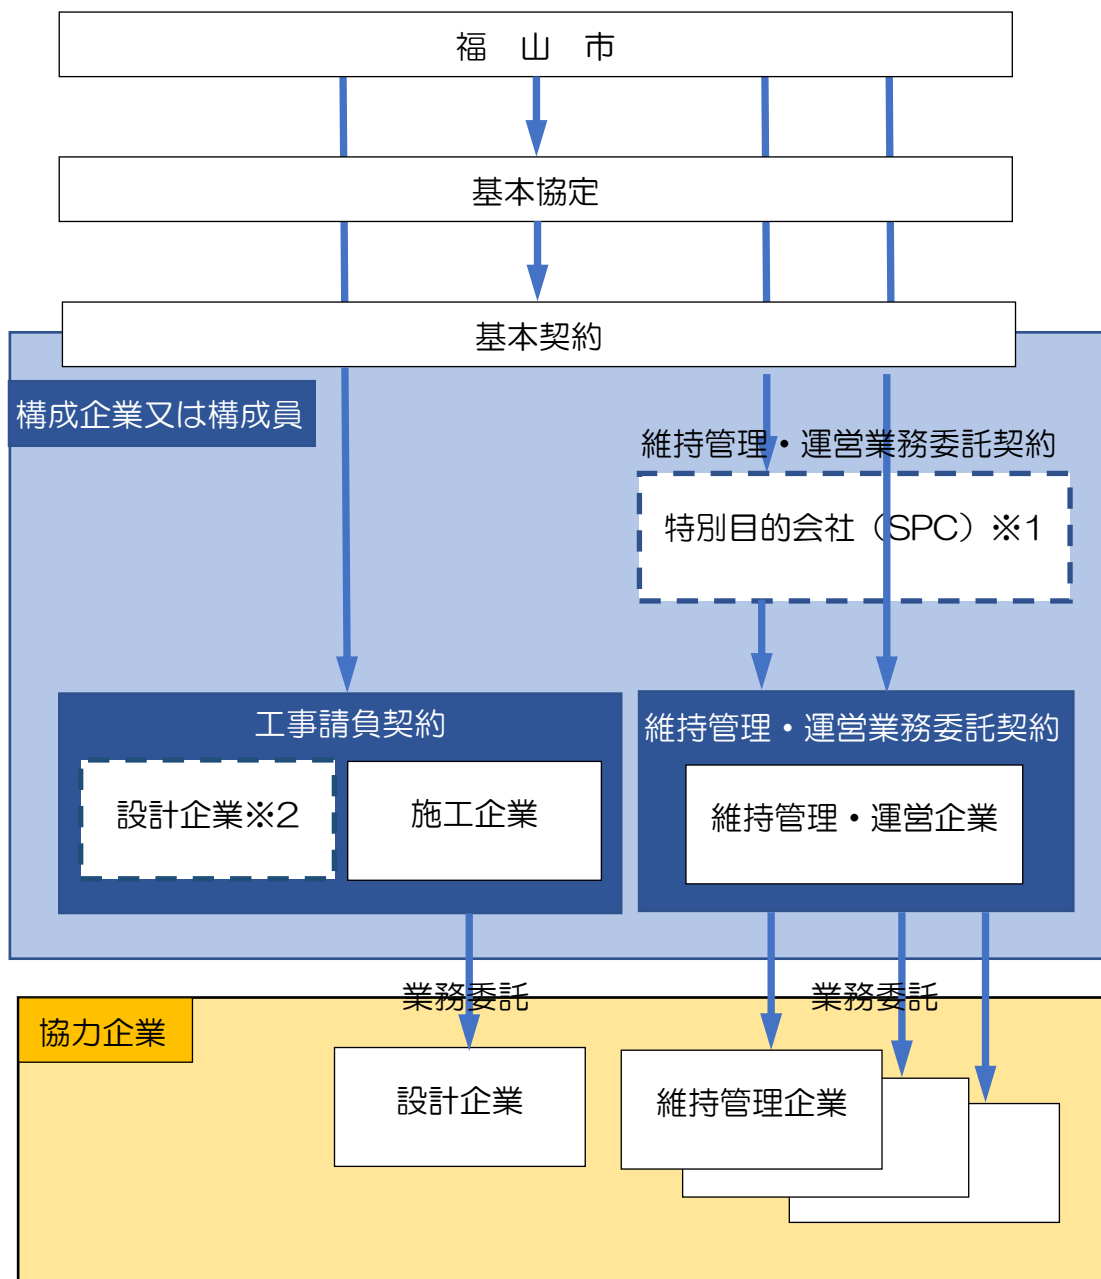 福　山　市
基本協定
基本契約
構成企業又は構成員
維持管理・運営業務委託契約
特別目的会社（SPC）※1
工事請負契約
維持管理・運営業務委託契約
設計企業※2
施工企業
維持管理・運営企業
業務委託
業務委託
協力企業
設計企業
維持管理企業